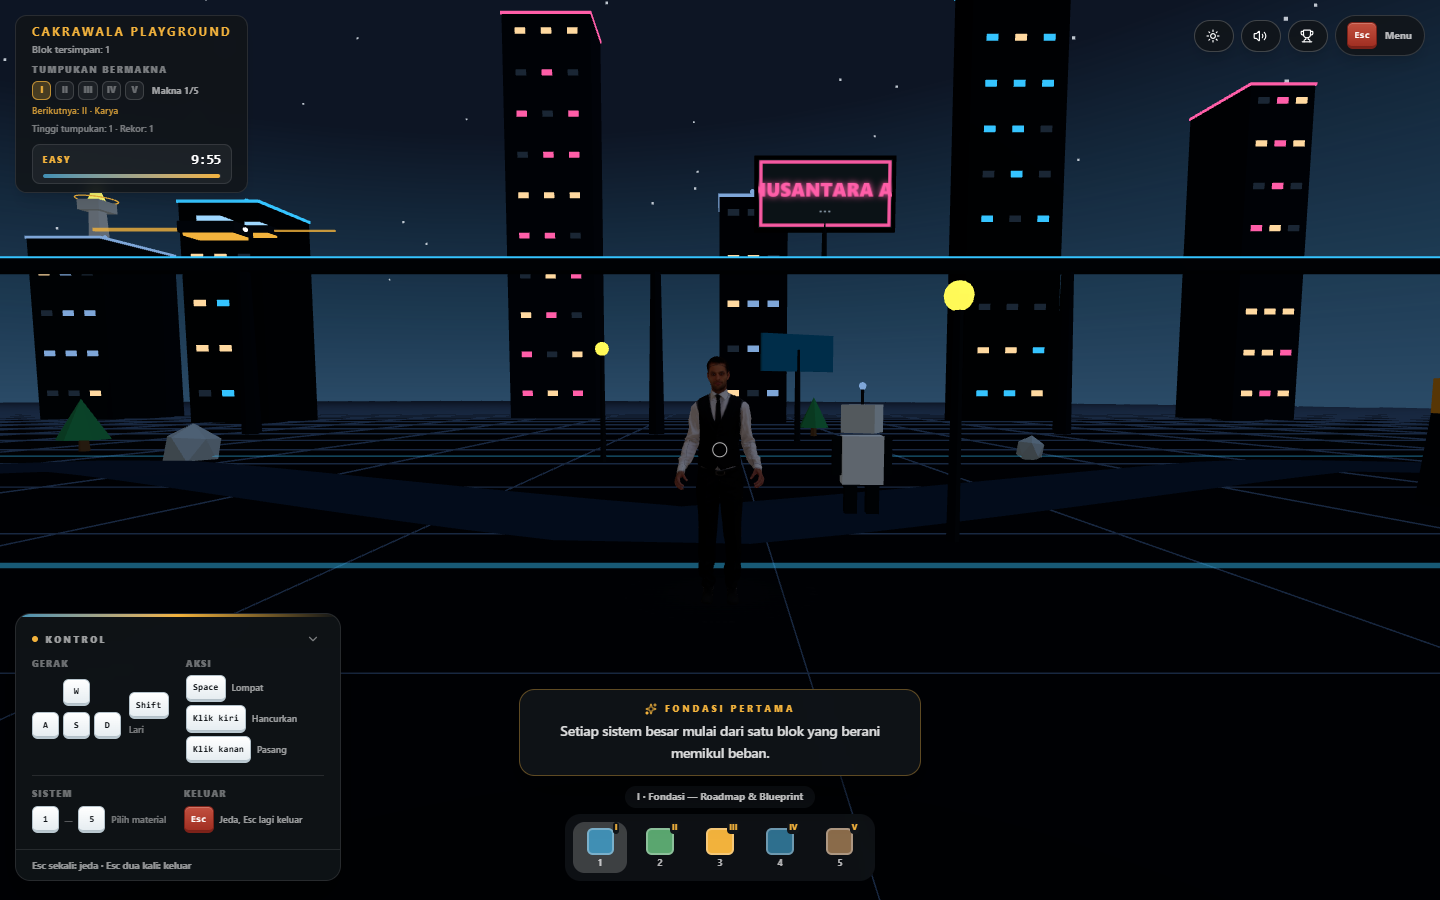 CAKRAWALA PLAYGROUND
Blok tersimpan: 1
TUMPUKAN BERMAKNA
I II III IV V Makna 1/5
Berikutnya: II · Karya
Tinggi tumpukan: 1 · Rekor: 1
EASY 9:55
Esc Menu
NUSANTARA A
...
KONTROL
GERAK
W
A S D
Shift
Lari
AKSI
Space Lompat
Klik kiri Hancurkan
Klik kanan Pasang
SISTEM
1 — 5 Pilih material
KELUAR
Esc Jeda, Esc lagi keluar
Esc sekali: jeda · Esc dua kali: keluar
FONDASI PERTAMA
Setiap sistem besar mulai dari satu blok yang berani
memikul beban.
I · Fondasi — Roadmap & Blueprint
I II III IV V
1 2 3 4 5